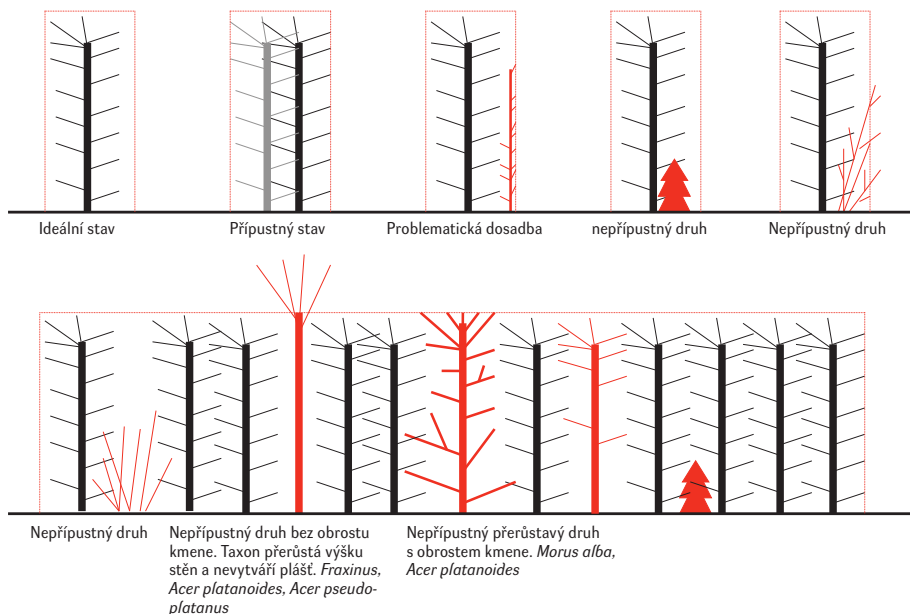 Ideální stav
Přípustný stav
Problematická dosadba
nepřípustný druh
Nepřípustný druh
Nepřípustný druh
Nepřípustný druh bez obrostu
kmene. Taxon přerůstá výšku
stěn a nevytváří plášť. Fraxinus,
Acer platanoides, Acer pseudo-
platanus
Nepřípustný přerůstavý druh
s obrostem kmene. Morus alba,
Acer platanoides